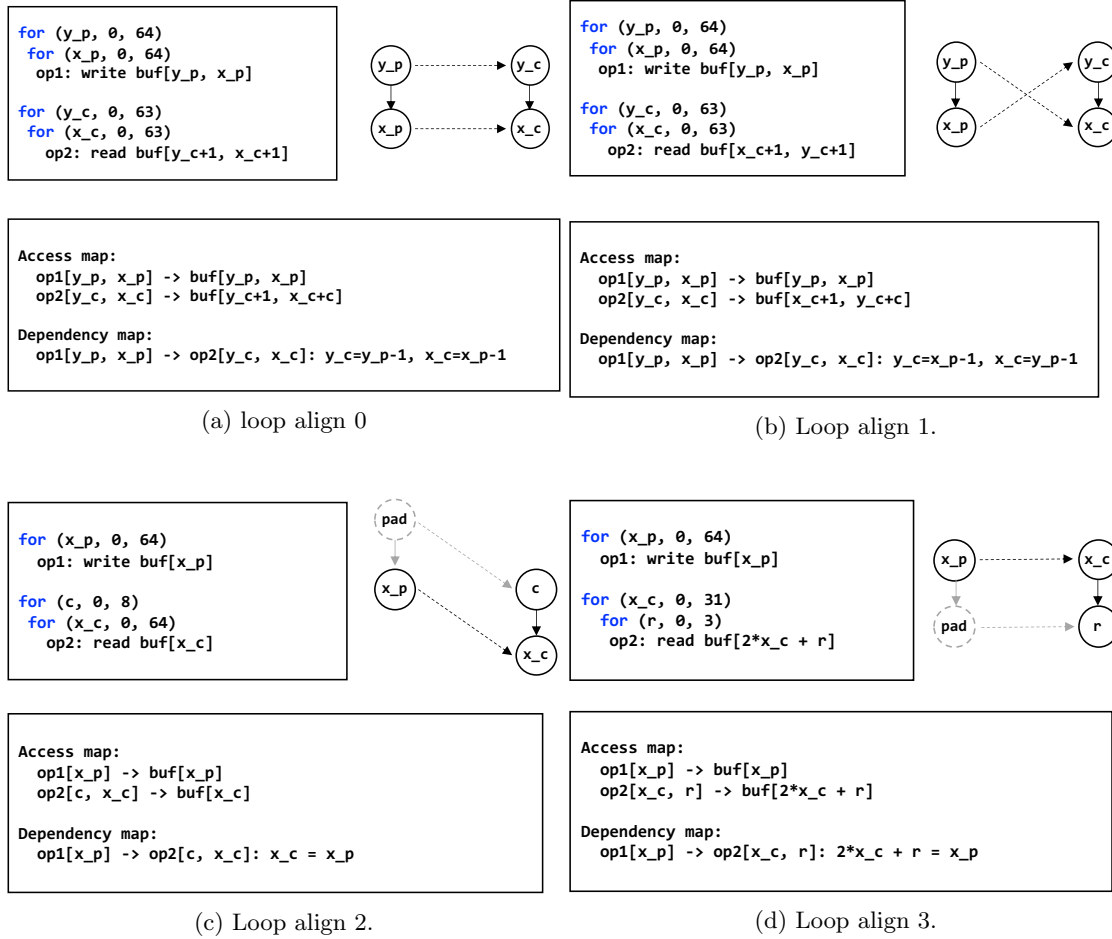 for (y_p, 0, 64)
for (x_p, 0, 64)
op1: write buf[y_p, x_p]
for (y_c, 0, 63)
for (x_c, 0, 63)
op2: read buf[y_c+1, x_c+1]
y_p
y_c
x_p
x_c
Access map:
op1[y_p, x_p] -> buf[y_p, x_p]
op2[y_c, x_c] -> buf[y_c+1, x_c+c]
Dependency map:
op1[y_p, x_p] -> op2[y_c, x_c]: y_c=y_p-1, x_c=x_p-1
(a) loop align 0
for (y_p, 0, 64)
for (x_p, 0, 64)
op1: write buf[y_p, x_p]
for (y_c, 0, 63)
for (x_c, 0, 63)
op2: read buf[x_c+1, y_c+1]
y_p
y_c
x_p
x_c
Access map:
op1[y_p, x_p] -> buf[y_p, x_p]
op2[y_c, x_c] -> buf[x_c+1, y_c+c]
Dependency map:
op1[y_p, x_p] -> op2[y_c, x_c]: y_c=x_p-1, x_c=y_p-1
(b) Loop align 1.
for (x_p, 0, 64)
op1: write buf[x_p]
for (c, 0, 8)
for (x_c, 0, 64)
op2: read buf[x_c]
pad
x_p
c
x_c
Access map:
op1[x_p] -> buf[x_p]
op2[c, x_c] -> buf[x_c]
Dependency map:
op1[x_p] -> op2[c, x_c]: x_c = x_p
(c) Loop align 2.
for (x_p, 0, 64)
op1: write buf[x_p]
for (x_c, 0, 31)
for (r, 0, 3)
op2: read buf[2*x_c + r]
x_p
x_c
pad
r
Access map:
op1[x_p] -> buf[x_p]
op2[x_c, r] -> buf[2*x_c + r]
Dependency map:
op1[x_p] -> op2[x_c, r]: 2*x_c + r = x_p
(d) Loop align 3.